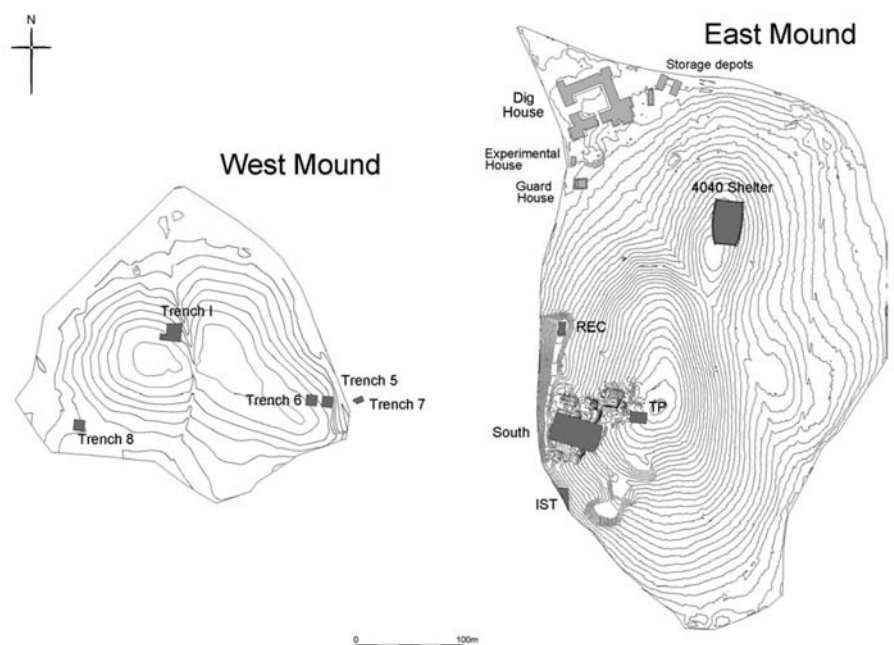 N
East Mound
Storage depots
Dig
House
Experimental
House
Guard
House
4040 Shelter
West Mound
Trench I
REC
Trench 5
Trench 6
Trench 7
Trench 8
TP
South
IST
0
100m